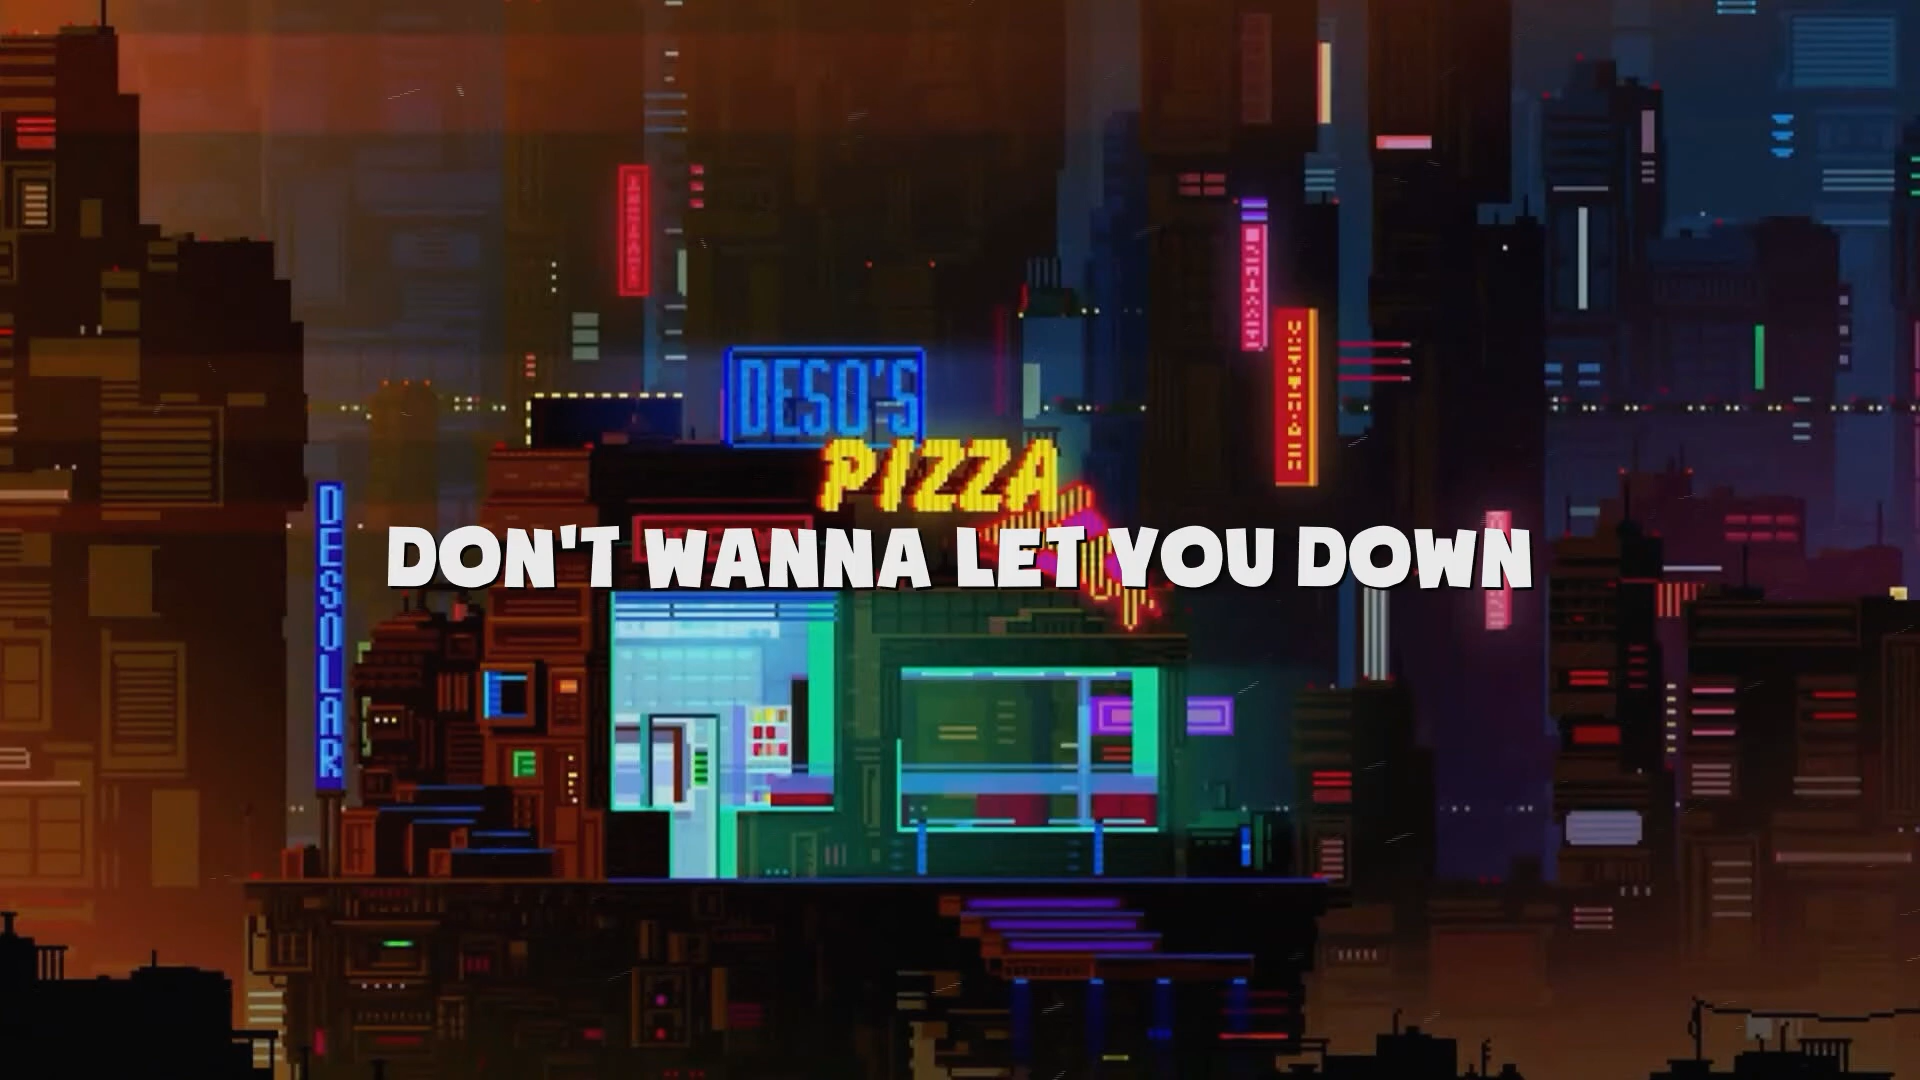 DESO'S
PIZZA
DESOLAR
DON'T WANNA LET YOU DOWN